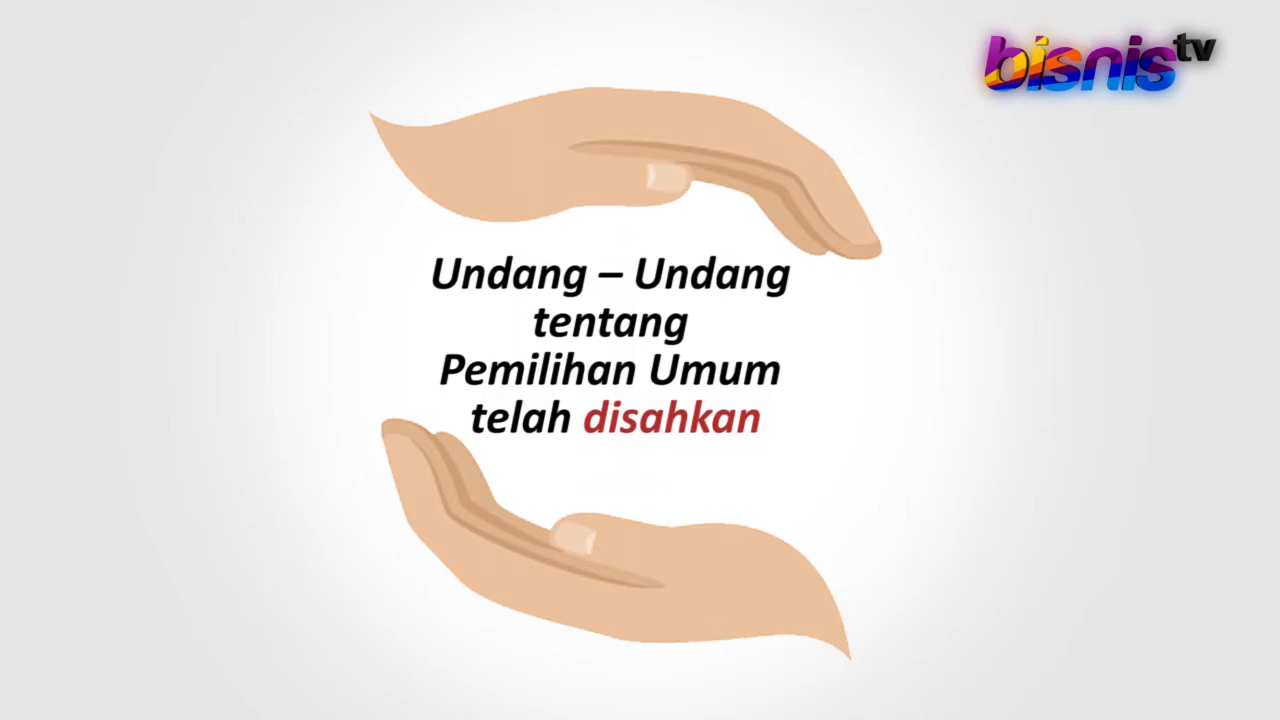 bisnis tv
Undang – Undang
tentang
Pemilihan Umum
telah disahkan